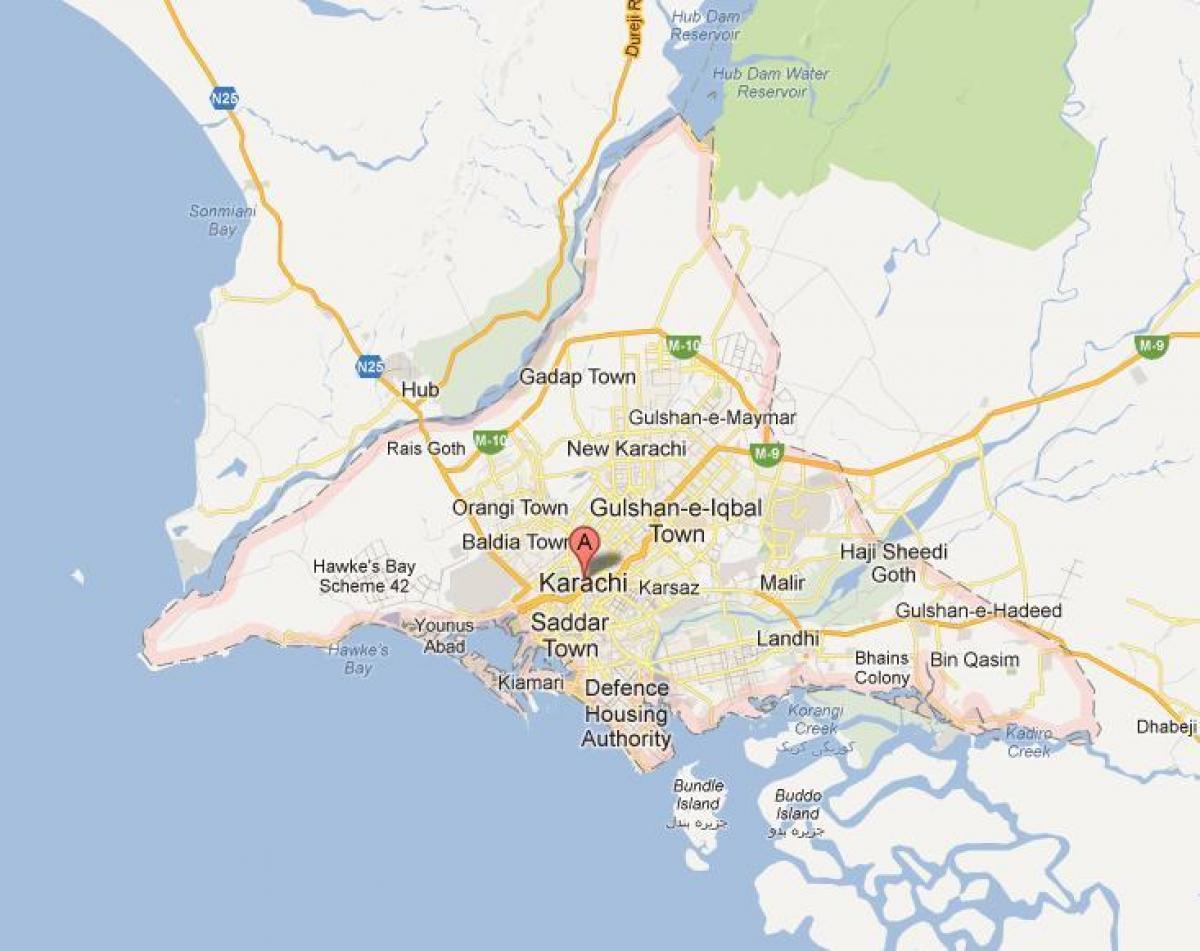 Hub Dam
Reservoir
Dureji R
Hub Dam Water
Reservoir
N25
Sonmiani
Bay
M-10
M-9
N25
Gadap Town
Hub
Gulshan-e-Maymar
Rais Goth
M-10
New Karachi
M-9
Orangi Town
Gulshan-e-Iqbal
Town
Baldia Town
A
Haji Sheedi
Goth
Hawke's Bay
Scheme 42
Karachi
Karsaz
Malir
Gulshan-e-Hadeed
Younus
Abad
Saddar
Town
Landhi
Hawke's
Bay
Bhains
Colony
Bin Qasim
Kiamari
Defence
Housing
Authority
Korangi
Creek
کورنگی کریک
Kadiro
Creek
Dhabeji
Bundle
Island
جزیرہ بندل
Buddo
Island
جزیرہ بدو